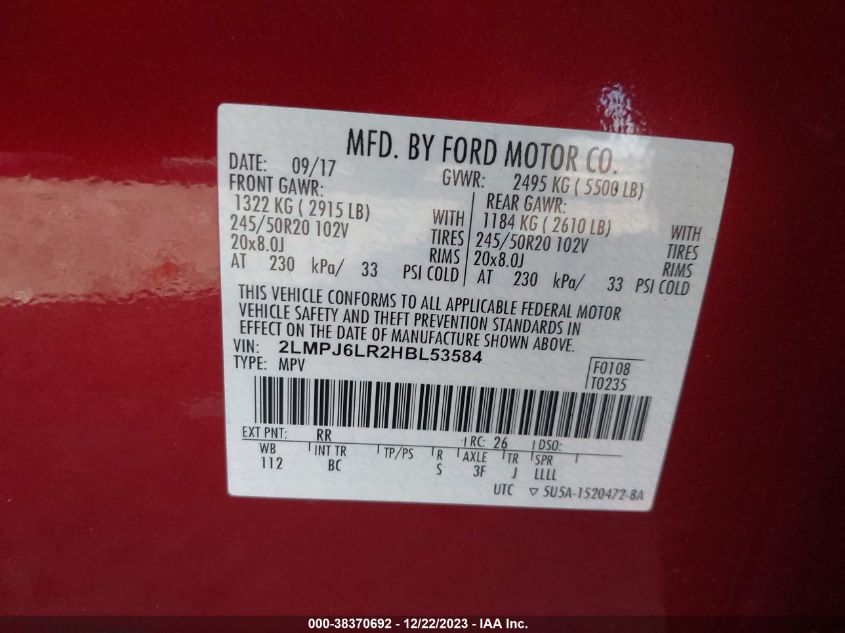 MFD. BY FORD MOTOR CO.
DATE: 09/17 GVWR: 2495 KG ( 5500 LB)
FRONT GAWR: REAR GAWR:
1322 KG ( 2915 LB) WITH 1184 KG ( 2610 LB) WITH
245/50R20 102V TIRES 245/50R20 102V TIRES
20x8.0J RIMS 20x8.0J RIMS
AT 230 kPa/ 33 PSI COLD AT 230 kPa/ 33 PSI COLD
THIS VEHICLE CONFORMS TO ALL APPLICABLE FEDERAL MOTOR
VEHICLE SAFETY AND THEFT PREVENTION STANDARDS IN
EFFECT ON THE DATE OF MANUFACTURE SHOWN ABOVE.
VIN: 2LMPJ6LR2HBL53584
TYPE: MPV F0108
T0235
EXT PNT: RR RC: 26 DSO:
WB INT TR TP/PS R AXLE TR SPR
112 BC S 3F J LLLL
UTC ▽ 5U5A-1520472-BA
000-38370692 - 12/22/2023 - IAA Inc.